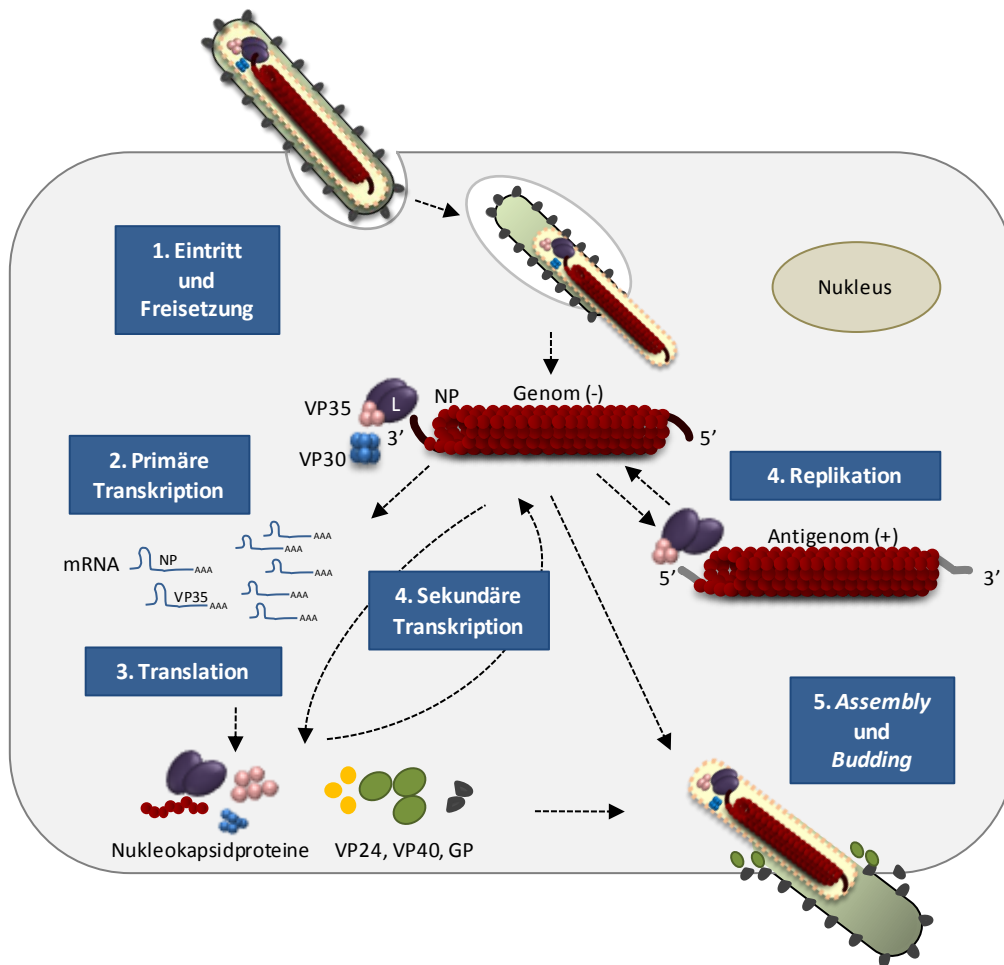 1. Eintritt
und
Freisetzung
Nukleus
VP35
L
NP
Genom (-)
3’
5’
VP30
2. Primäre
Transkription
4. Replikation
mRNA
NP
AAA
VP35
AAA
AAA
AAA
AAA
AAA
AAA
Antigenom (+)
5’
3’
4. Sekundäre
Transkription
3. Translation
5. Assembly
und
Budding
Nukleokapsidproteine
VP24, VP40, GP